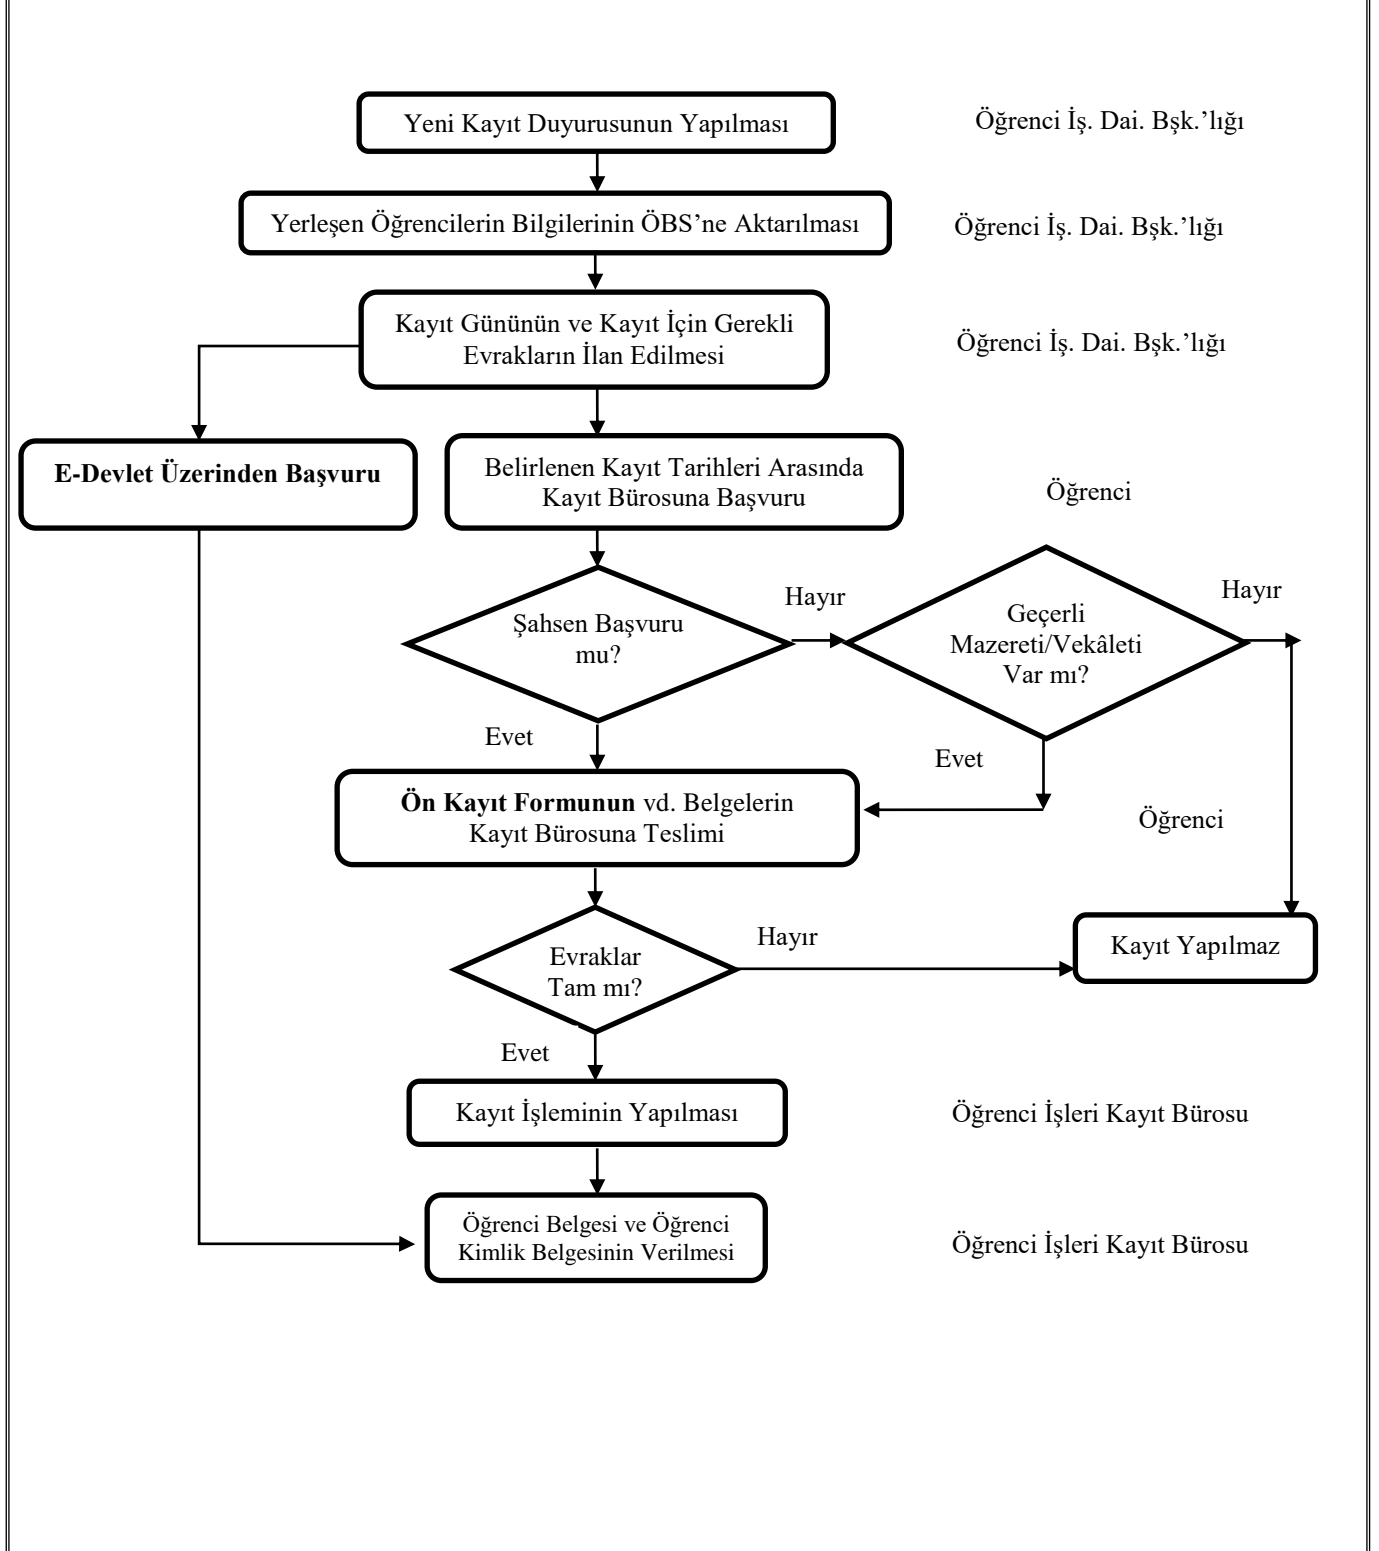 Yeni Kayıt Duyurusunun Yapılması
Öğrenci İş. Dai. Bşk.’lığı
Yerleşen Öğrencilerin Bilgilerinin ÖBS’ne Aktarılması
Öğrenci İş. Dai. Bşk.’lığı
Kayıt Gününün ve Kayıt İçin Gerekli
Evrakların İlan Edilmesi
Öğrenci İş. Dai. Bşk.’lığı
E-Devlet Üzerinden Başvuru
Belirlenen Kayıt Tarihleri Arasında
Kayıt Bürosuna Başvuru
Öğrenci
Şahsen Başvuru
mu?
Hayır
Geçerli
Mazereti/Vekâleti
Var mı?
Hayır
Evet
Evet
Ön Kayıt Formunun vd. Belgelerin
Kayıt Bürosuna Teslimi
Öğrenci
Evraklar
Tam mı?
Hayır
Kayıt Yapılmaz
Evet
Kayıt İşleminin Yapılması
Öğrenci İşleri Kayıt Bürosu
Öğrenci Belgesi ve Öğrenci
Kimlik Belgesinin Verilmesi
Öğrenci İşleri Kayıt Bürosu